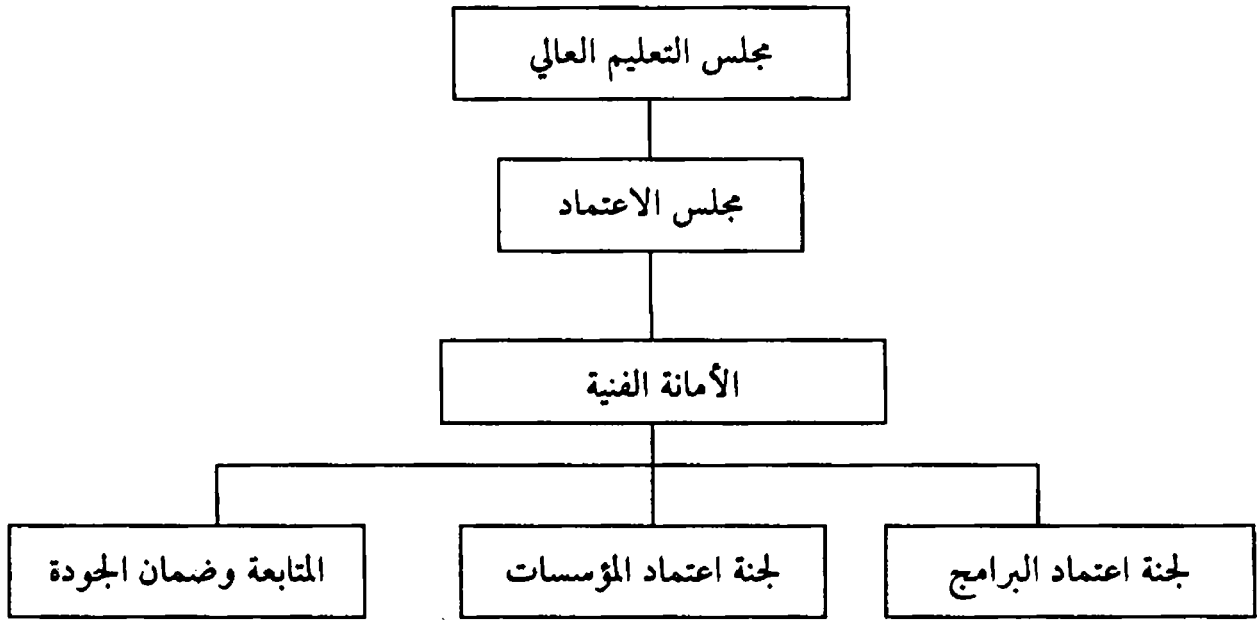 مجلس التعليم العالي
مجلس الاعتماد
الأمانة الفنية
لجنة اعتماد البرامج
لجنة اعتماد المؤسسات
المتابعة وضمان الجودة